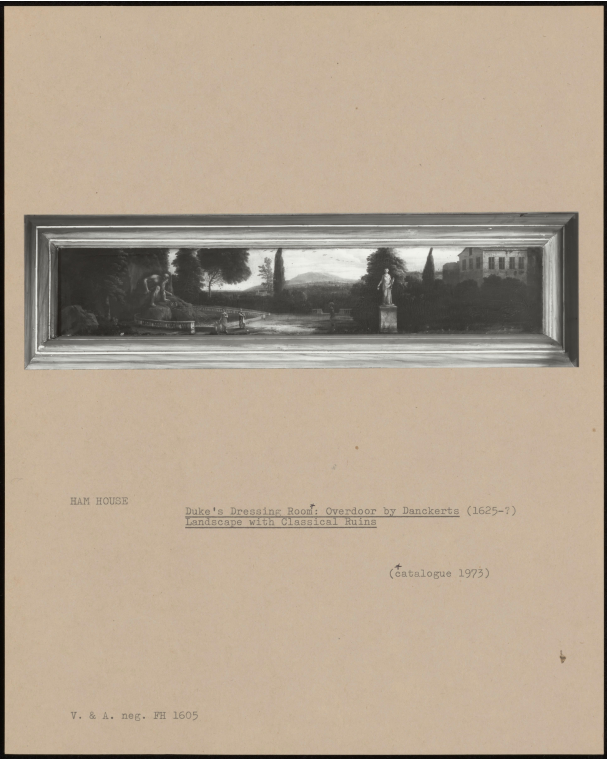 HAM HOUSE
Duke's Dressing Room: Overdoor by Danckerts (1625-?)
Landscape with Classical Ruins
(catalogue 1973)
V. & A. neg. FH 1605